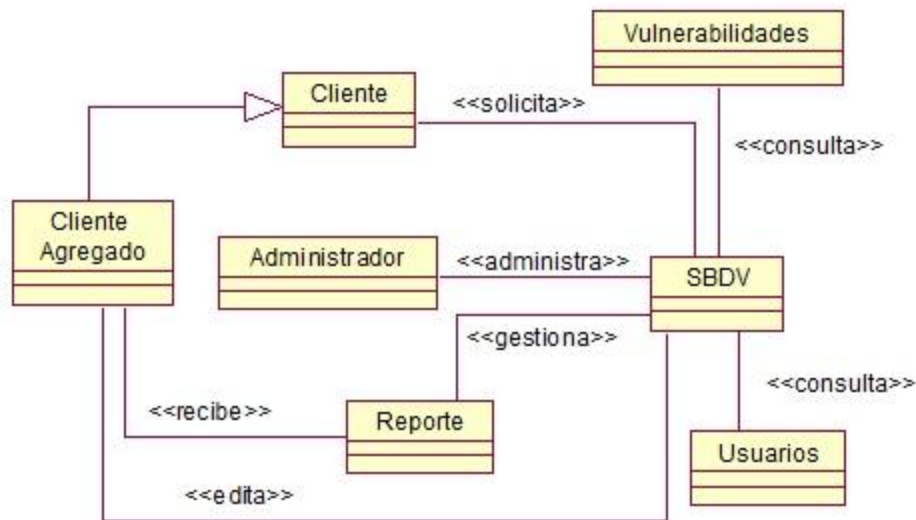 Vulnerabilidades
Cliente
<<solicita>>
<<consulta>>
Cliente
Agregado
Administrador
<<administra>>
SBDV
<<gestiona>>
<<consulta>>
<<recibe>>
Reporte
Usuarios
<<edita>>